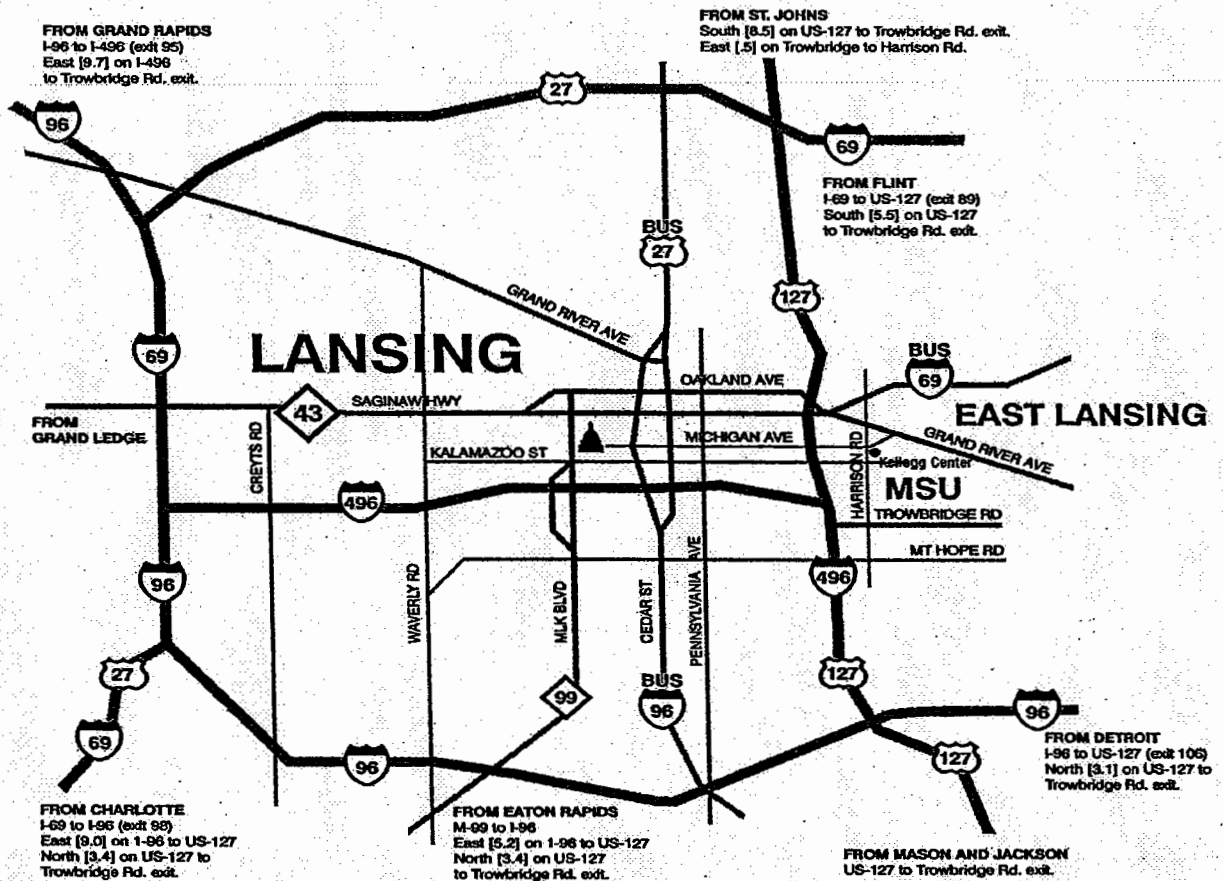 FROM GRAND RAPIDS
I-96 to I-496 (exit 95)
East [9.7] on I-496
to Trowbridge Rd. exit.
FROM ST. JOHNS
South [8.5] on US-127 to Trowbridge Rd. exit.
East [.5] on Trowbridge to Harrison Rd.
96
27
69
FROM FLINT
I-69 to US-127 (exit 89)
South [5.5] on US-127
to Trowbridge Rd. exit.
BUS
27
127
GRAND RIVER AVE
69
LANSING
BUS
69
OAKLAND AVE
43
SAGINAW HWY
FROM
GRAND LEDGE
EAST LANSING
MICHIGAN AVE
GRAND RIVER AVE
KALAMAZOO ST
Kellogg Center
CREYTS RD
HARRISON RD
MSU
496
TROWBRIDGE RD
MT HOPE RD
96
496
WAVERLY RD
MLK BLVD
CEDAR ST
PENNSYLVANIA AVE
27
127
99
BUS
96
96
69
96
127
FROM DETROIT
I-96 to US-127 (exit 106)
North [3.1] on US-127 to
Trowbridge Rd. exit.
FROM CHARLOTTE
I-69 to I-96 (exit 98)
East [9.0] on 1-96 to US-127
North [3.4] on US-127 to
Trowbridge Rd. exit.
FROM EATON RAPIDS
M-99 to I-96
East [5.2] on 1-96 to US-127
North [3.4] on US-127
to Trowbridge Rd. exit.
FROM MASON AND JACKSON
US-127 to Trowbridge Rd. exit.